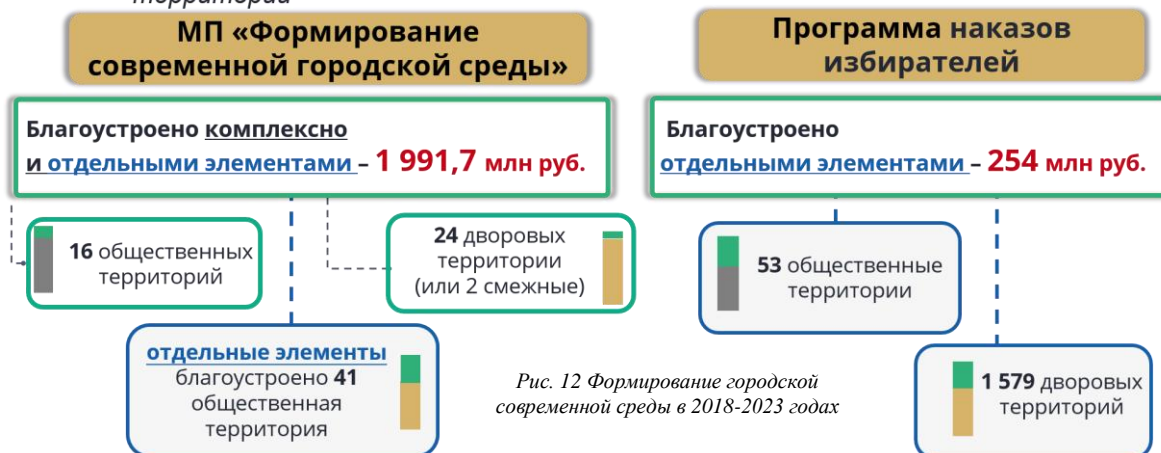 территории
МП «Формирование
современной городской среды»
Благоустроено комплексно
и отдельными элементами – 1 991,7 млн руб.
16 общественных
территорий
24 дворовых
территории
(или 2 смежные)
отдельные элементы
благоустроено 41
общественная
территория
Программа наказов
избирателей
Благоустроено
отдельными элементами – 254 млн руб.
53 общественные
территории
1 579 дворовых
территорий
Рис. 12 Формирование городской
современной среды в 2018-2023 годах